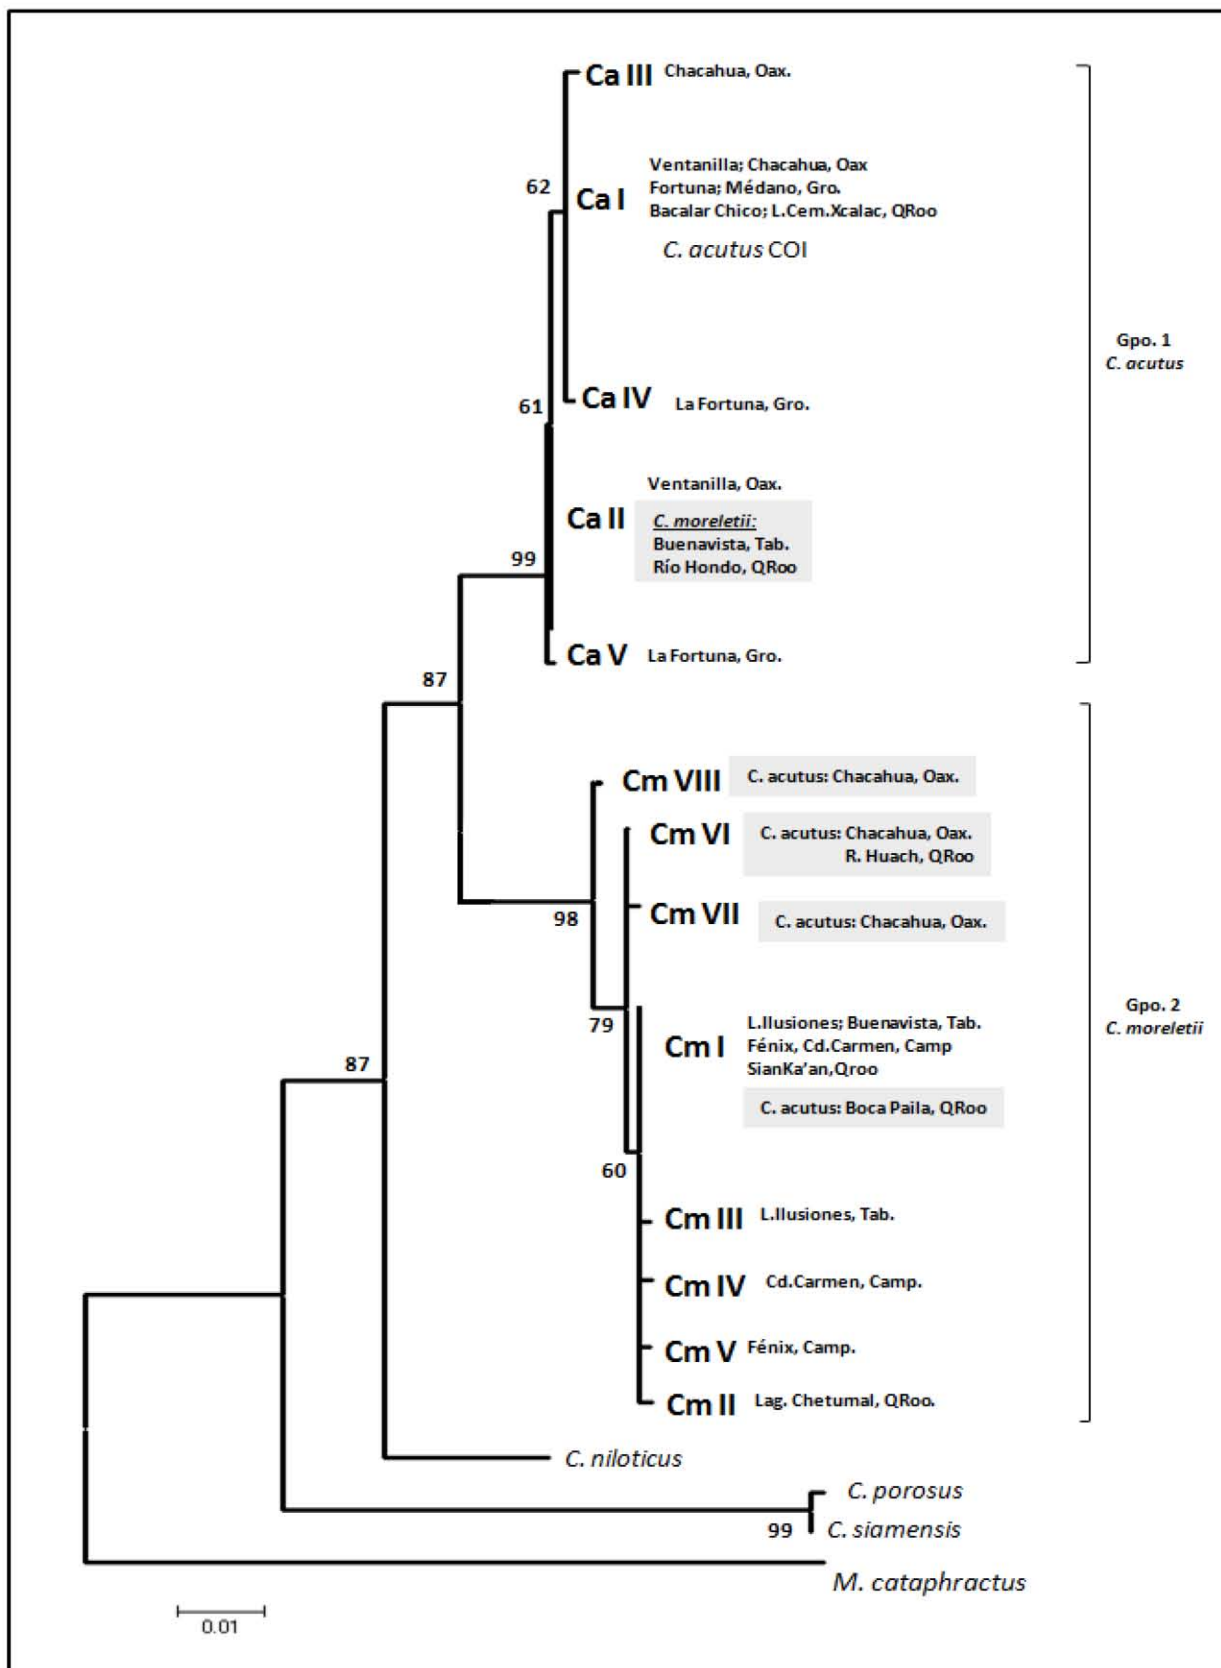 Ca III Chacahua, Oax.
62
Ca I
Ventanilla; Chacahua, Oax
Fortuna; Médano, Gro.
Bacalar Chico; L.Cem.Xcalac, QRoo
C. acutus COI
Gpo. 1
C. acutus
61
Ca IV La Fortuna, Gro.
Ventanilla, Oax.
Ca II
C. moreletii:
Buenavista, Tab.
Río Hondo, QRoo
99
Ca V La Fortuna, Gro.
87
Cm VIII C. acutus: Chacahua, Oax.
Cm VI C. acutus: Chacahua, Oax.
R. Huach, QRoo
Cm VII C. acutus: Chacahua, Oax.
98
Gpo. 2
C. moreletii
79
Cm I
L.Ilusiones; Buenavista, Tab.
Fénix, Cd.Carmen, Camp
SianKa'an,Qroo
C. acutus: Boca Paila, QRoo
87
60
Cm III L.Ilusiones, Tab.
Cm IV Cd.Carmen, Camp.
Cm V Fénix, Camp.
Cm II Lag. Chetumal, QRoo.
C. niloticus
C. porosus
99 C. siamensis
M. cataphractus
0.01